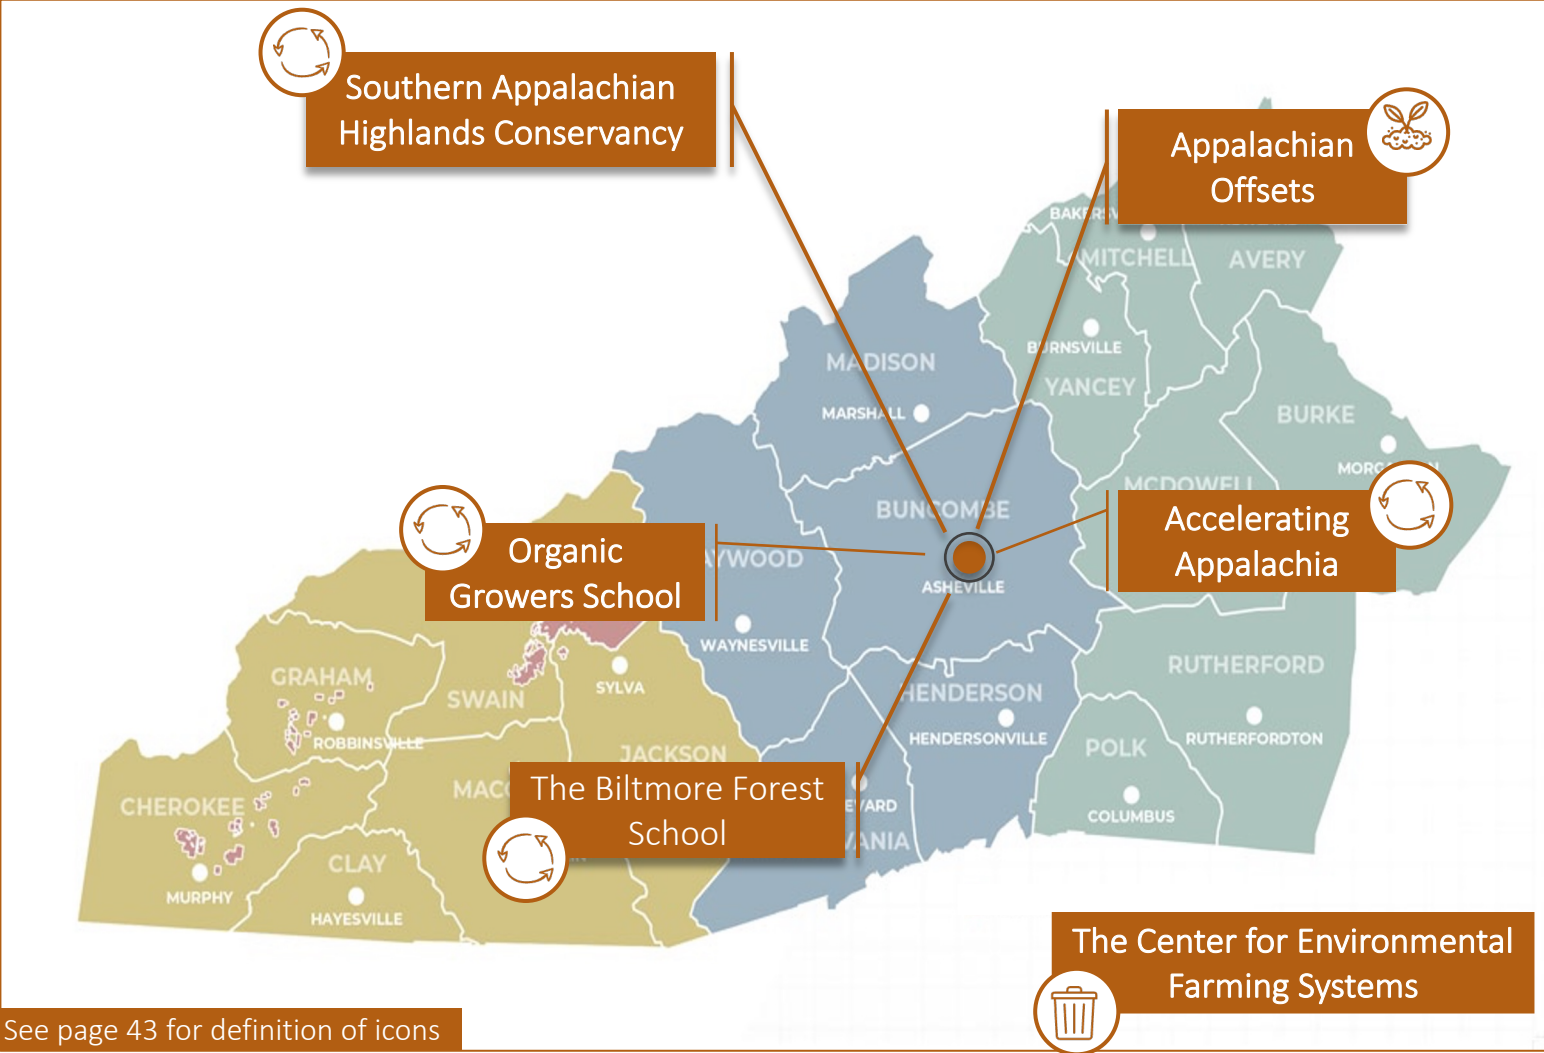 Southern Appalachian
Highlands Conservancy
Appalachian
Offsets
MITCHELL
AVERY
MADISON
BURNSVILLE
YANCEY
MARSHALL
BURKE
MCDOWELL
BUNCOMBE
Organic
Growers School
Accelerating
Appalachia
ASHEVILLE
WAYNESVILLE
GRAHAM
SWAIN
SYLVA
HENDERSON
RUTHERFORD
ROBBINSVILLE
HENDERSONVILLE
RUTHERFORDTON
JACKSON
POLK
The Biltmore Forest
School
CHEROKEE
COLUMBUS
CLAY
MURPHY
HAYESVILLE
The Center for Environmental
Farming Systems
See page 43 for definition of icons